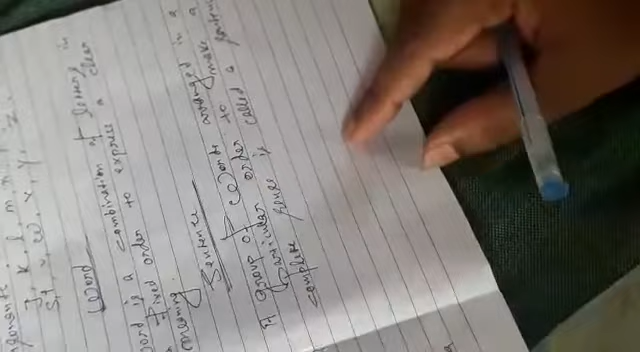 j, k, l, m, n,
s, t, v, w, x, y, z.
Word
word is a combination of letters in
a fixed order to express a clear
meaning.
Sentence
A group of words arranged in a
particular order to make a
complete sense is called a sentence